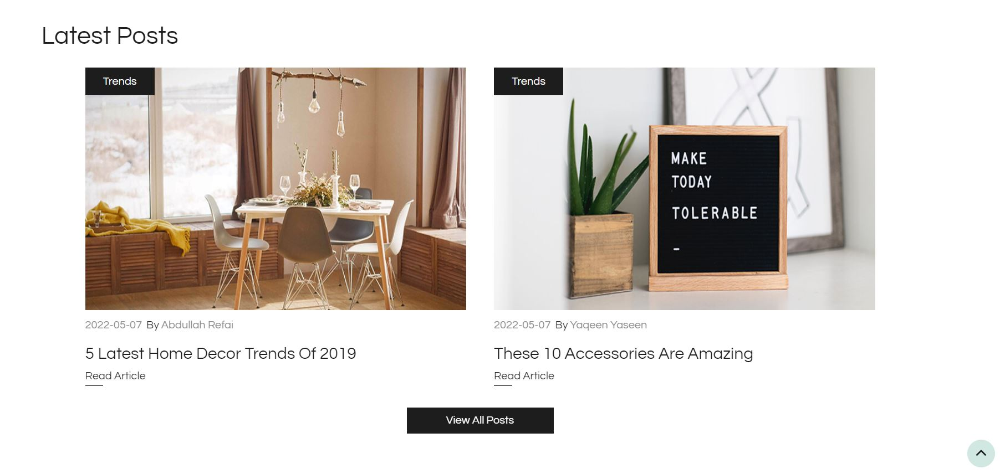 Latest Posts
Trends
MAKE
TODAY
TOLERABLE
-
2022-05-07 By Abdullah Refai
5 Latest Home Decor Trends Of 2019
Read Article
Trends
2022-05-07 By Yaqeen Yaseen
These 10 Accessories Are Amazing
Read Article
View All Posts